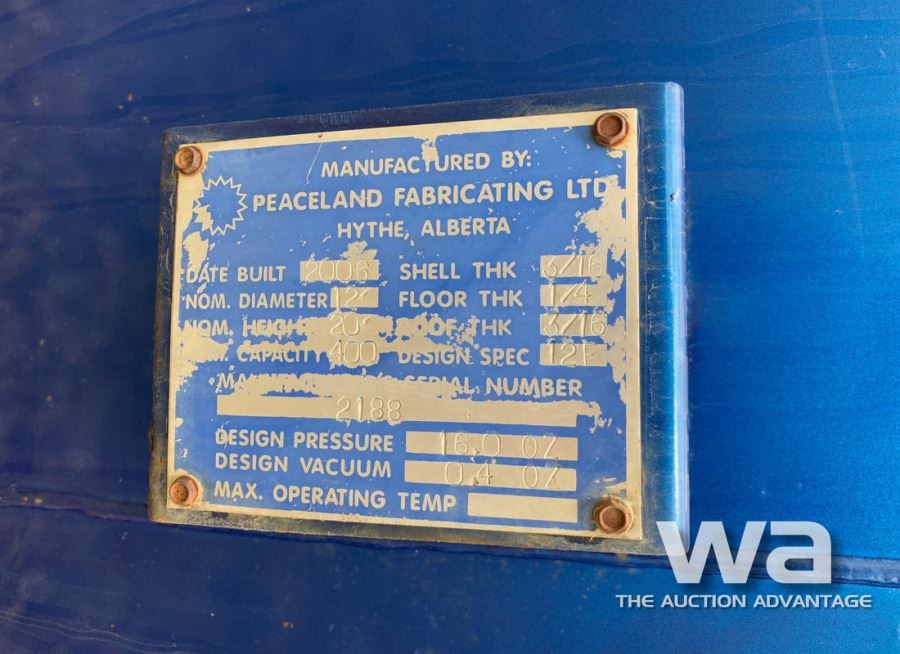 MANUFACTURED BY:
PEACELAND FABRICATING LTD
HYTHE, ALBERTA
DATE BUILT 2006 SHELL THK 3/16
NOM. DIAMETER 12' FLOOR THK 1/4
NOM. HEIGHT 20' ROOF THK 3/16
CAPACITY 400 DESIGN SPEC 12F
SERIAL NUMBER
2188
DESIGN PRESSURE 16.0 OZ
DESIGN VACUUM 0.4 OZ
MAX. OPERATING TEMP
wa
THE AUCTION ADVANTAGE